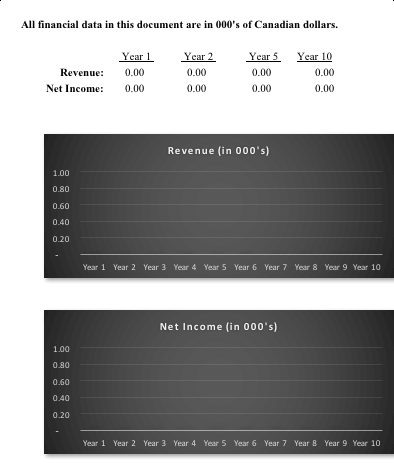 All financial data in this document are in 000's of Canadian dollars.
Year 1 Year 2 Year 5 Year 10
Revenue: 0.00 0.00 0.00 0.00
Net Income: 0.00 0.00 0.00 0.00
Revenue (in 000's)
1.00
0.80
0.60
0.40
0.20
-
Year 1 Year 2 Year 3 Year 4 Year 5 Year 6 Year 7 Year 8 Year 9 Year 10
Net Income (in 000's)
1.00
0.80
0.60
0.40
0.20
-
Year 1 Year 2 Year 3 Year 4 Year 5 Year 6 Year 7 Year 8 Year 9 Year 10